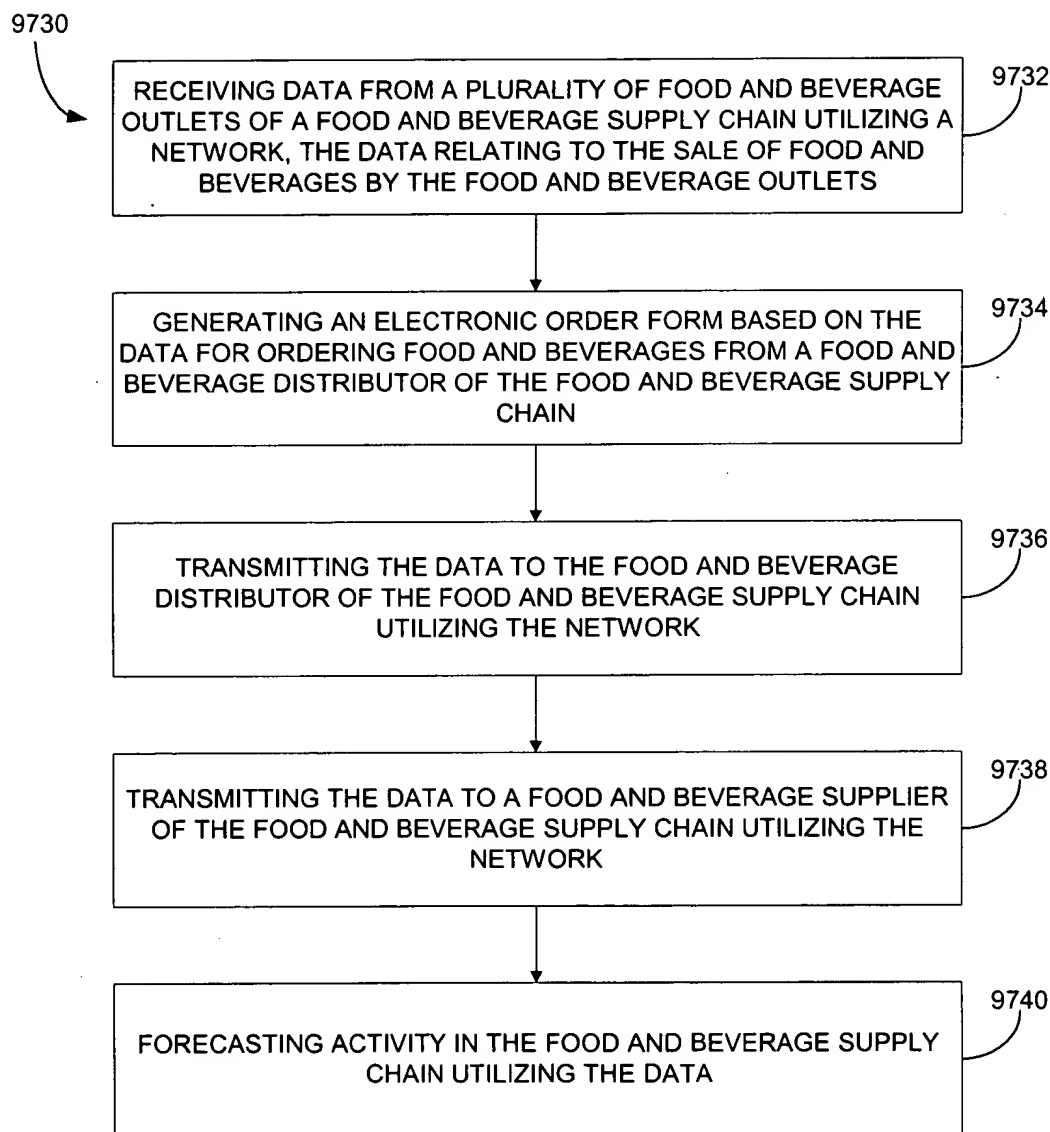 9730
9732
RECEIVING DATA FROM A PLURALITY OF FOOD AND BEVERAGE
OUTLETS OF A FOOD AND BEVERAGE SUPPLY CHAIN UTILIZING A
NETWORK, THE DATA RELATING TO THE SALE OF FOOD AND
BEVERAGES BY THE FOOD AND BEVERAGE OUTLETS
9734
GENERATING AN ELECTRONIC ORDER FORM BASED ON THE
DATA FOR ORDERING FOOD AND BEVERAGES FROM A FOOD AND
BEVERAGE DISTRIBUTOR OF THE FOOD AND BEVERAGE SUPPLY
CHAIN
9736
TRANSMITTING THE DATA TO THE FOOD AND BEVERAGE
DISTRIBUTOR OF THE FOOD AND BEVERAGE SUPPLY CHAIN
UTILIZING THE NETWORK
9738
TRANSMITTING THE DATA TO A FOOD AND BEVERAGE SUPPLIER
OF THE FOOD AND BEVERAGE SUPPLY CHAIN UTILIZING THE
NETWORK
9740
FORECASTING ACTIVITY IN THE FOOD AND BEVERAGE SUPPLY
CHAIN UTILIZING THE DATA